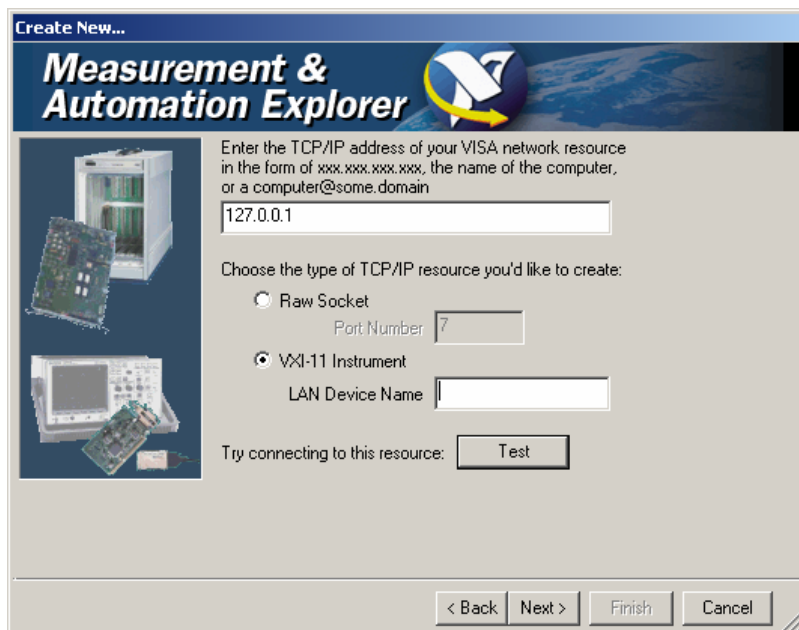 Create New...
Measurement &
Automation Explorer
Enter the TCP/IP address of your VISA network resource
in the form of xxx.xxx.xxx.xxx, the name of the computer,
or a computer@some.domain
127.0.0.1
Choose the type of TCP/IP resource you'd like to create:
Raw Socket
Port Number 7
VXI-11 Instrument
LAN Device Name
Try connecting to this resource: Test
< Back Next > Finish Cancel